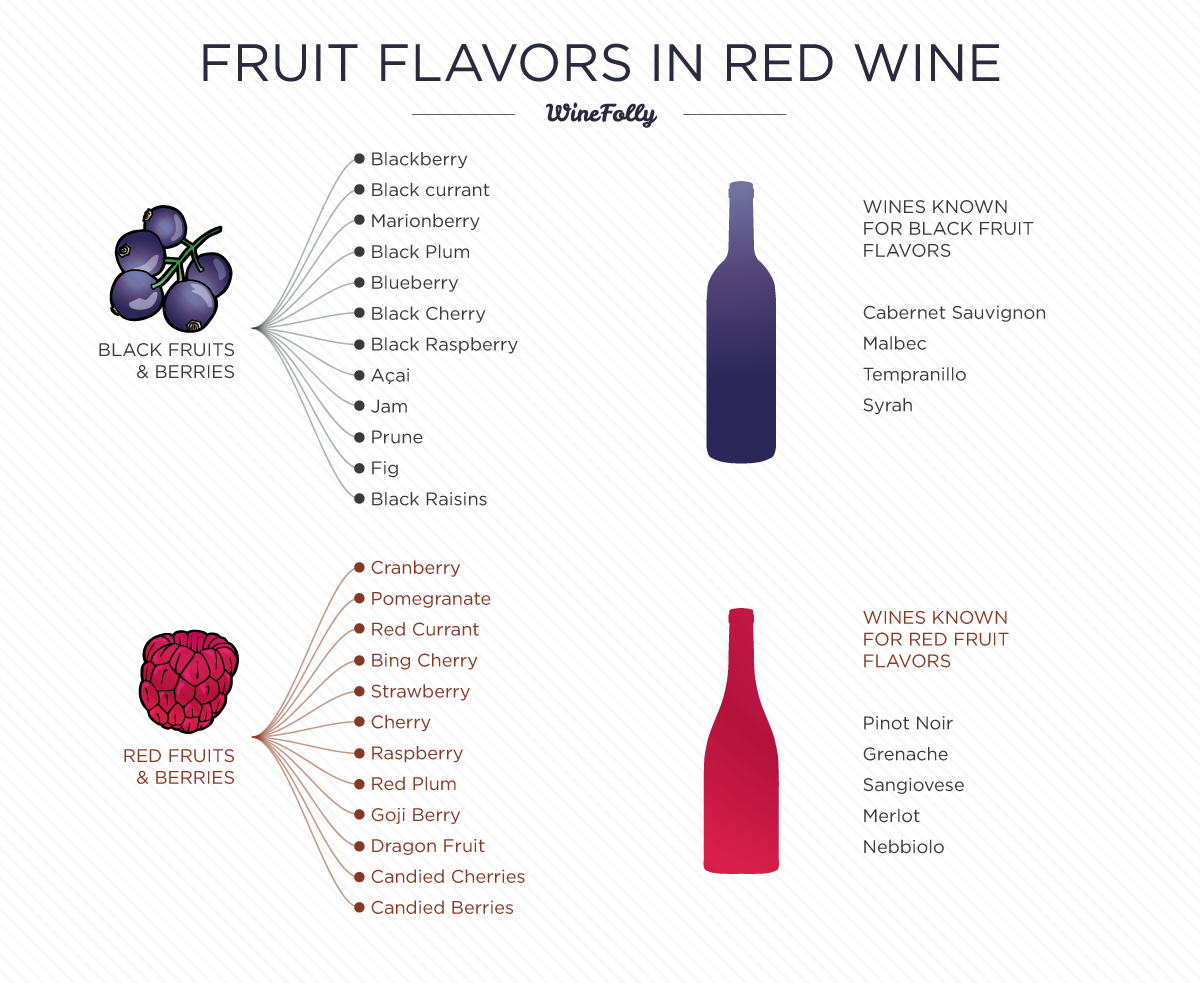 FRUIT FLAVORS IN RED WINE
WineFolly
BLACK FRUITS
& BERRIES
Blackberry
Black currant
Marionberry
Black Plum
Blueberry
Black Cherry
Black Raspberry
Açai
Jam
Prune
Fig
Black Raisins
WINES KNOWN
FOR BLACK FRUIT
FLAVORS
Cabernet Sauvignon
Malbec
Tempranillo
Syrah
RED FRUITS
& BERRIES
Cranberry
Pomegranate
Red Currant
Bing Cherry
Strawberry
Cherry
Raspberry
Red Plum
Goji Berry
Dragon Fruit
Candied Cherries
Candied Berries
WINES KNOWN
FOR RED FRUIT
FLAVORS
Pinot Noir
Grenache
Sangiovese
Merlot
Nebbiolo